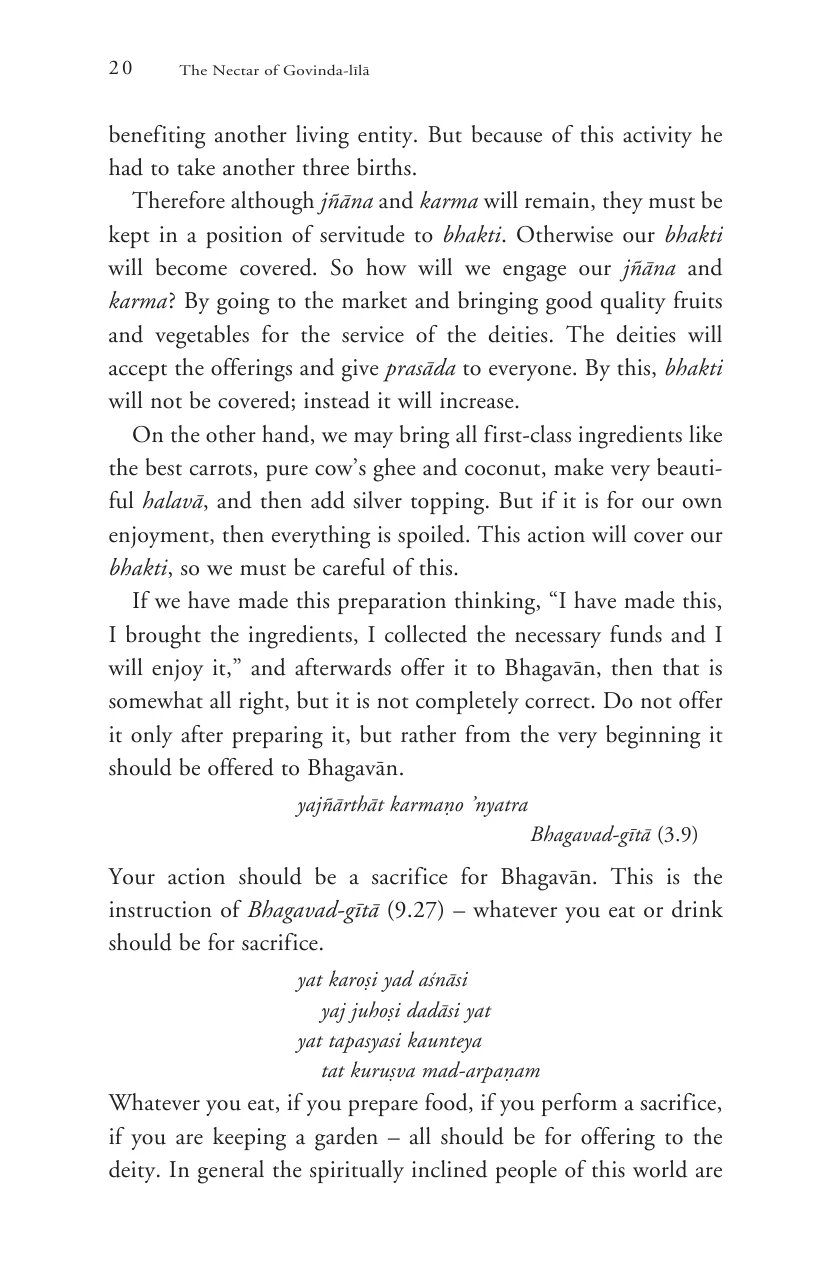 20 The Nectar of Govinda-līlā
benefiting another living entity. But because of this activity he
had to take another three births.
Therefore although jñāna and karma will remain, they must be
kept in a position of servitude to bhakti. Otherwise our bhakti
will become covered. So how will we engage our jñāna and
karma? By going to the market and bringing good quality fruits
and vegetables for the service of the deities. The deities will
accept the offerings and give prasāda to everyone. By this, bhakti
will not be covered; instead it will increase.
On the other hand, we may bring all first-class ingredients like
the best carrots, pure cow’s ghee and coconut, make very beauti-
ful halavā, and then add silver topping. But if it is for our own
enjoyment, then everything is spoiled. This action will cover our
bhakti, so we must be careful of this.
If we have made this preparation thinking, “I have made this,
I brought the ingredients, I collected the necessary funds and I
will enjoy it,” and afterwards offer it to Bhagavān, then that is
somewhat all right, but it is not completely correct. Do not offer
it only after preparing it, but rather from the very beginning it
should be offered to Bhagavān.
yajñārthāt karmaṇo ’nyatra
Bhagavad-gītā (3.9)
Your action should be a sacrifice for Bhagavān. This is the
instruction of Bhagavad-gītā (9.27) – whatever you eat or drink
should be for sacrifice.
yat karoṣi yad aśnāsi
yaj juhoṣi dadāsi yat
yat tapasyasi kaunteya
tat kuruṣva mad-arpaṇam
Whatever you eat, if you prepare food, if you perform a sacrifice,
if you are keeping a garden – all should be for offering to the
deity. In general the spiritually inclined people of this world are